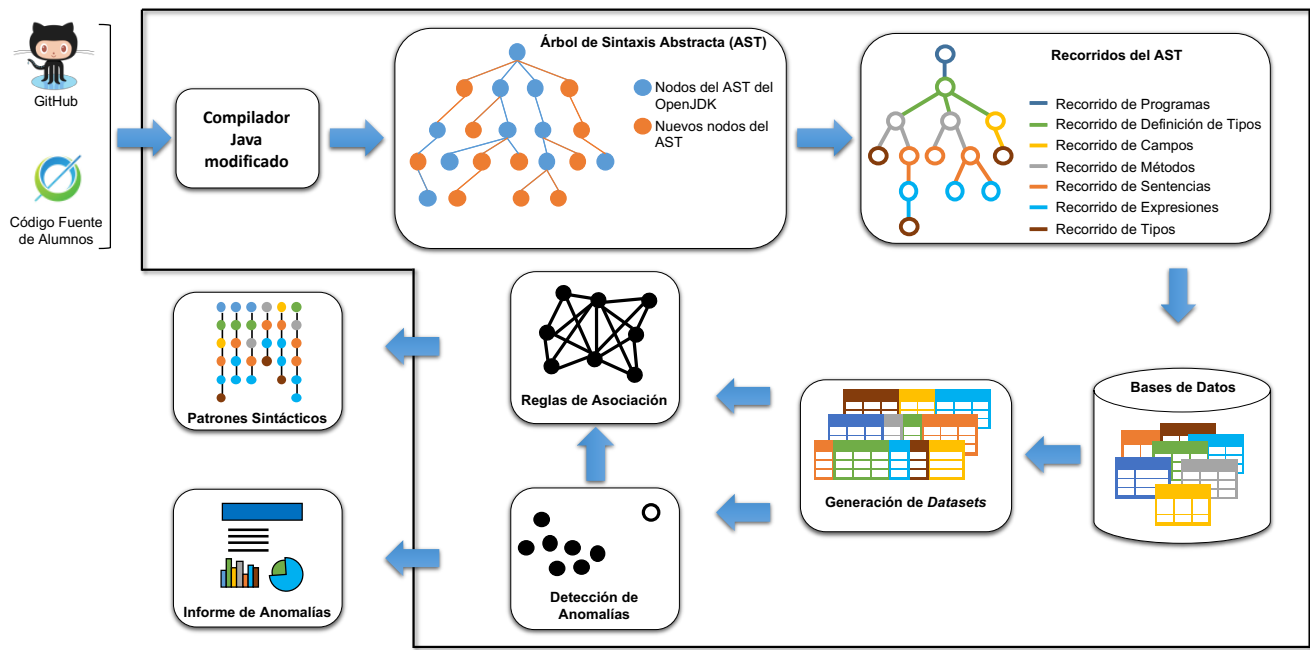 GitHub
Código Fuente
de Alumnos
Compilador
Java
modificado
Árbol de Sintaxis Abstracta (AST)
Nodos del AST del
OpenJDK
Nuevos nodos del
AST
Recorridos del AST
Recorrido de Programas
Recorrido de Definición de Tipos
Recorrido de Campos
Recorrido de Métodos
Recorrido de Sentencias
Recorrido de Expresiones
Recorrido de Tipos
Bases de Datos
Generación de Datasets
Reglas de Asociación
Detección de
Anomalías
Patrones Sintácticos
Informe de Anomalías